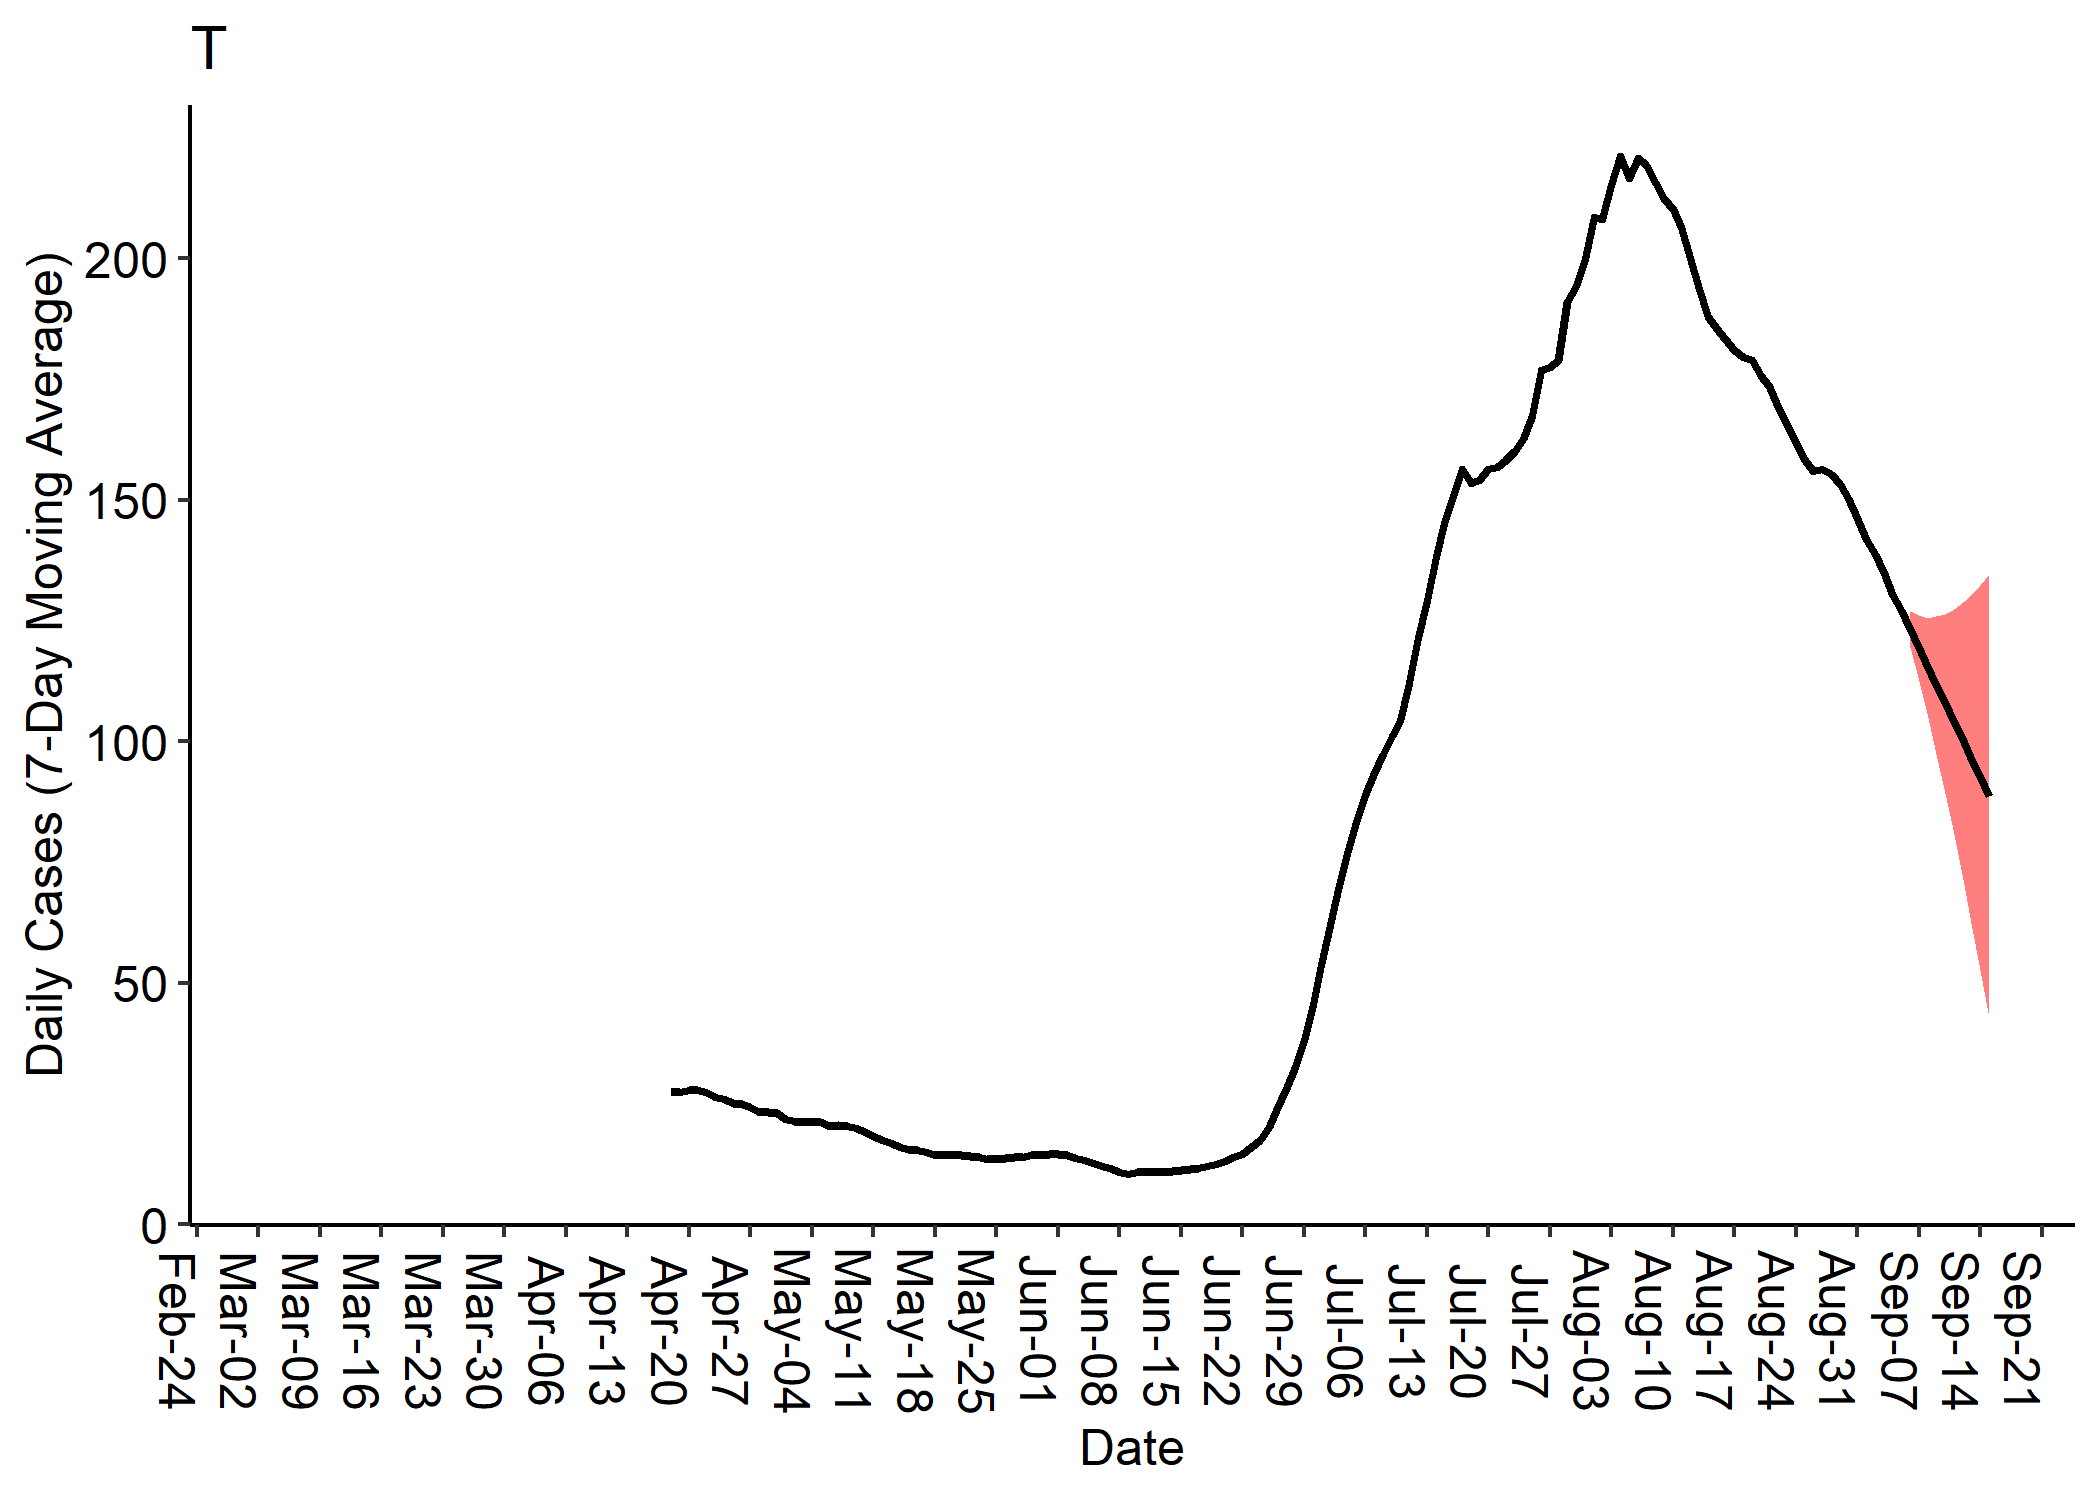 T
Daily Cases (7-Day Moving Average)
200
150
100
50
0
Feb-24
Mar-02
Mar-09
Mar-16
Mar-23
Mar-30
Apr-06
Apr-13
Apr-20
Apr-27
May-04
May-11
May-18
May-25
Jun-01
Jun-08
Jun-15
Jun-22
Jun-29
Jul-06
Jul-13
Jul-20
Jul-27
Aug-03
Aug-10
Aug-17
Aug-24
Aug-31
Sep-07
Sep-14
Sep-21
Date